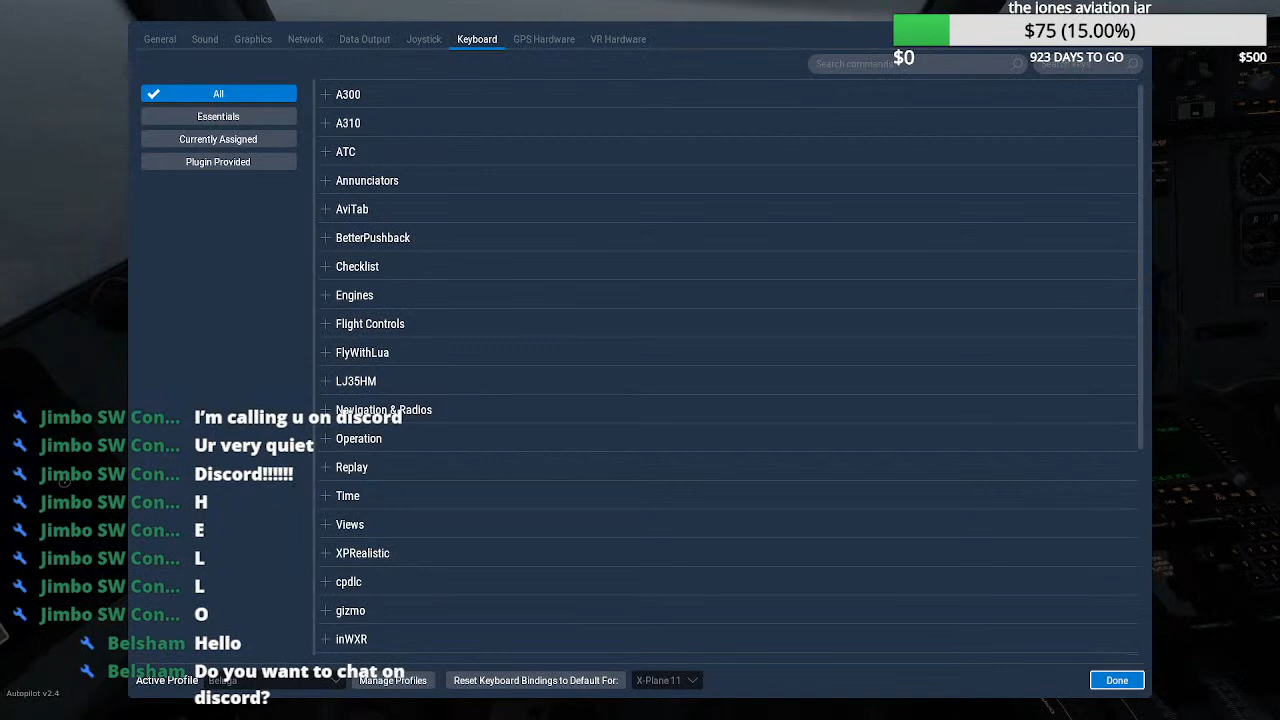 the jones aviation jar
$75 (15.00%)
$0
923 DAYS TO GO
$500
General
Sound
Graphics
Network
Data Output
Joystick
Keyboard
GPS Hardware
VR Hardware
Search commands
All
Essentials
Currently Assigned
Plugin Provided
A300
A310
ATC
Annunciators
AviTab
BetterPushback
Checklist
Engines
Flight Controls
FlyWithLua
LJ35HM
Navigation & Radios
Operation
Replay
Time
Views
XPRealistic
cpdlc
gizmo
inWXR
Jimbo SW Con... I'm calling u on discord
Jimbo SW Con... Ur very quiet
Jimbo SW Con... Discord!!!!!!
Jimbo SW Con... H
Jimbo SW Con... E
Jimbo SW Con... L
Jimbo SW Con... L
Jimbo SW Con... O
Belsham Hello
Belsham Do you want to chat on
discord?
Active Profile
Manage Profiles
Reset Keyboard Bindings to Default For:
X-Plane 11
Done
Autopilot v2.4